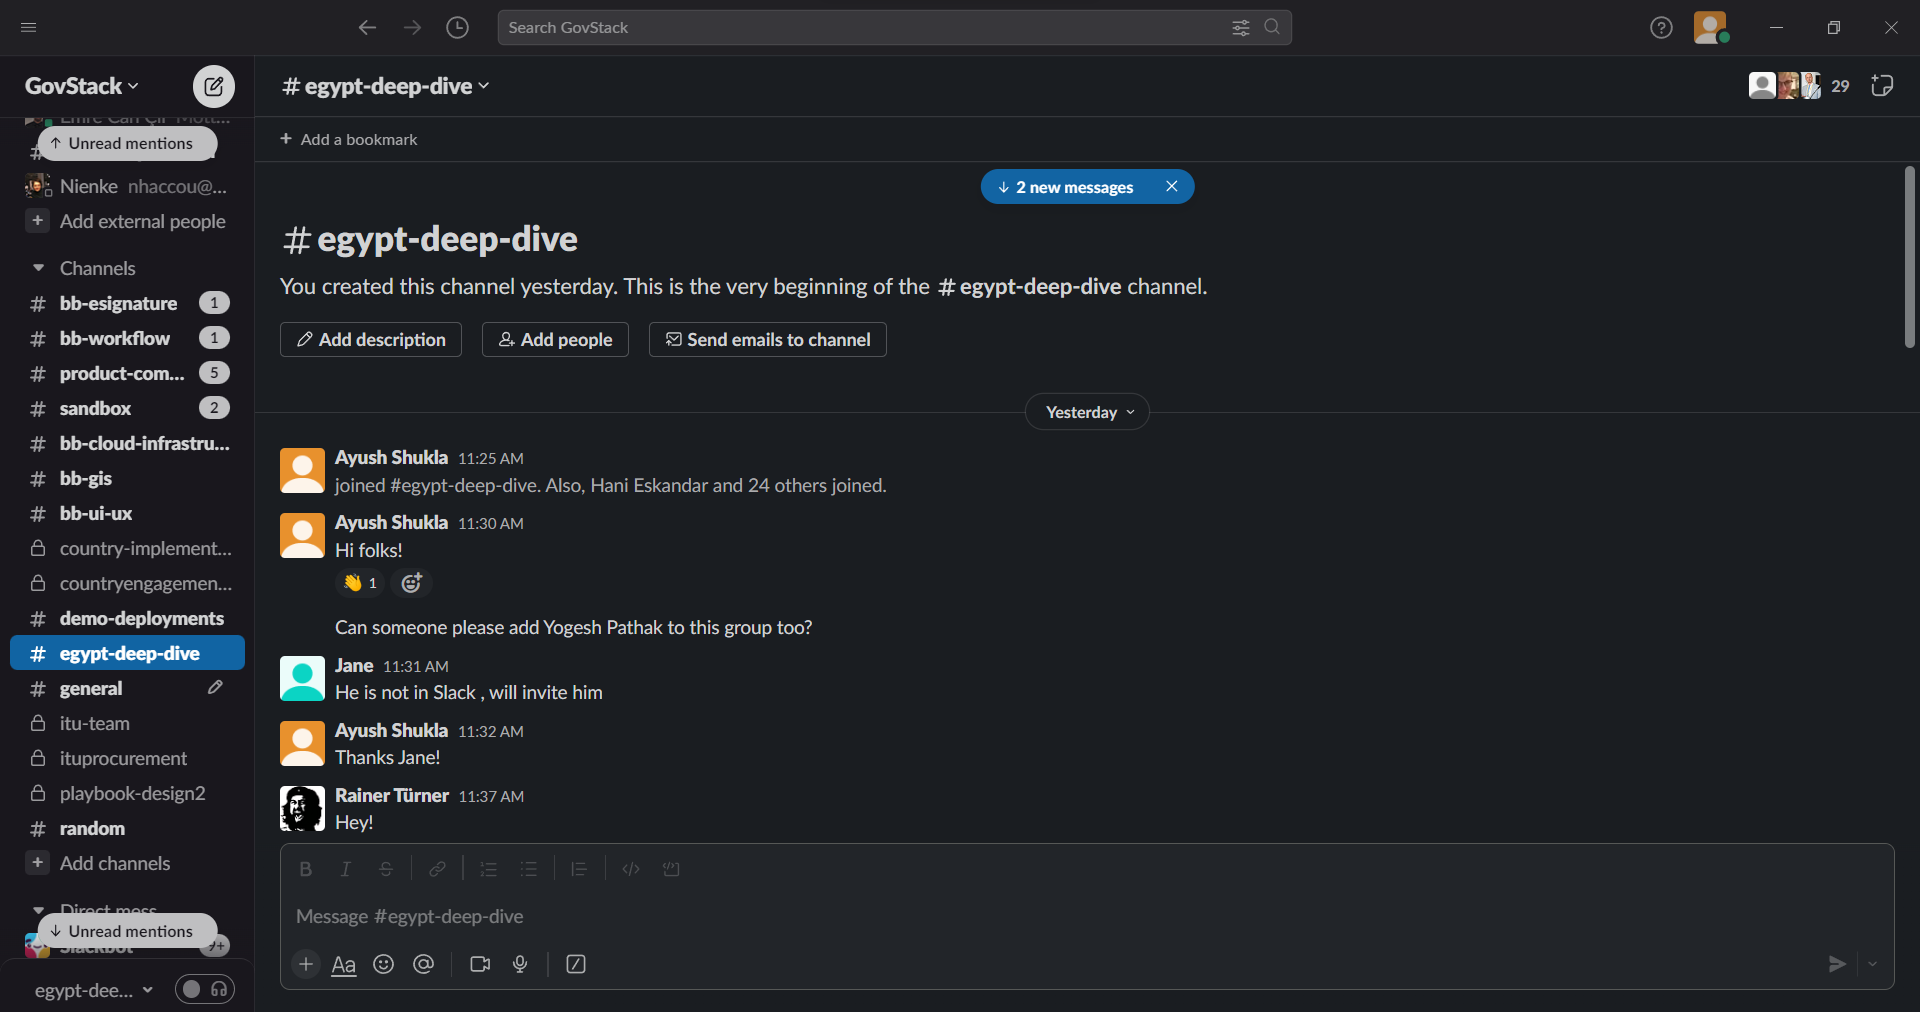 Search GovStack
GovStack
# egypt-deep-dive
29
Emre Can Çil
Unread mentions
+ Add a bookmark
Nienke nhaccou@...
2 new messages
+ Add external people
Channels
# bb-esignature 1
# bb-workflow 1
# product-com... 5
# sandbox 2
# bb-cloud-infrastru...
# bb-gis
# bb-ui-ux
country-implement...
countryengagemen...
# demo-deployments
# egypt-deep-dive
# general
itu-team
ituprocurement
playbook-design2
# random
+ Add channels
Direct mess
Unread mentions
Slackbot 9+
egypt-dee...
# egypt-deep-dive
You created this channel yesterday. This is the very beginning of the # egypt-deep-dive channel.
Add description
Add people
Send emails to channel
Yesterday
Ayush Shukla 11:25 AM
joined #egypt-deep-dive. Also, Hani Eskandar and 24 others joined.
Ayush Shukla 11:30 AM
Hi folks!
1
Can someone please add Yogesh Pathak to this group too?
Jane 11:31 AM
He is not in Slack , will invite him
Ayush Shukla 11:32 AM
Thanks Jane!
Rainer Türner 11:37 AM
Hey!
B I S
Message #egypt-deep-dive
+ Aa